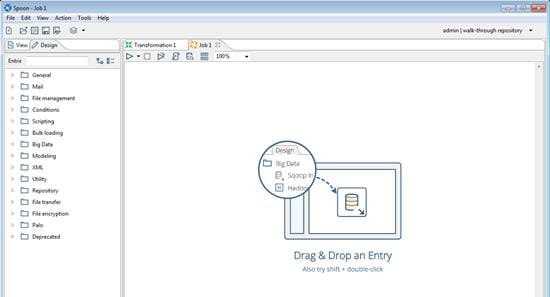 Spoon - Job 1
File Edit View Action Tools Help
admin | walk-through repository
View Design
Transformation 1 Job 1
Entrix
100%
General
Mail
File management
Conditions
Scripting
Bulk loading
Big Data
Modeling
XML
Utility
Repository
File transfer
File encryption
Palo
Deprecated
Design
Big Data
Sqoop In
Hadoo
Drag & Drop an Entry
Also try shift + double-click